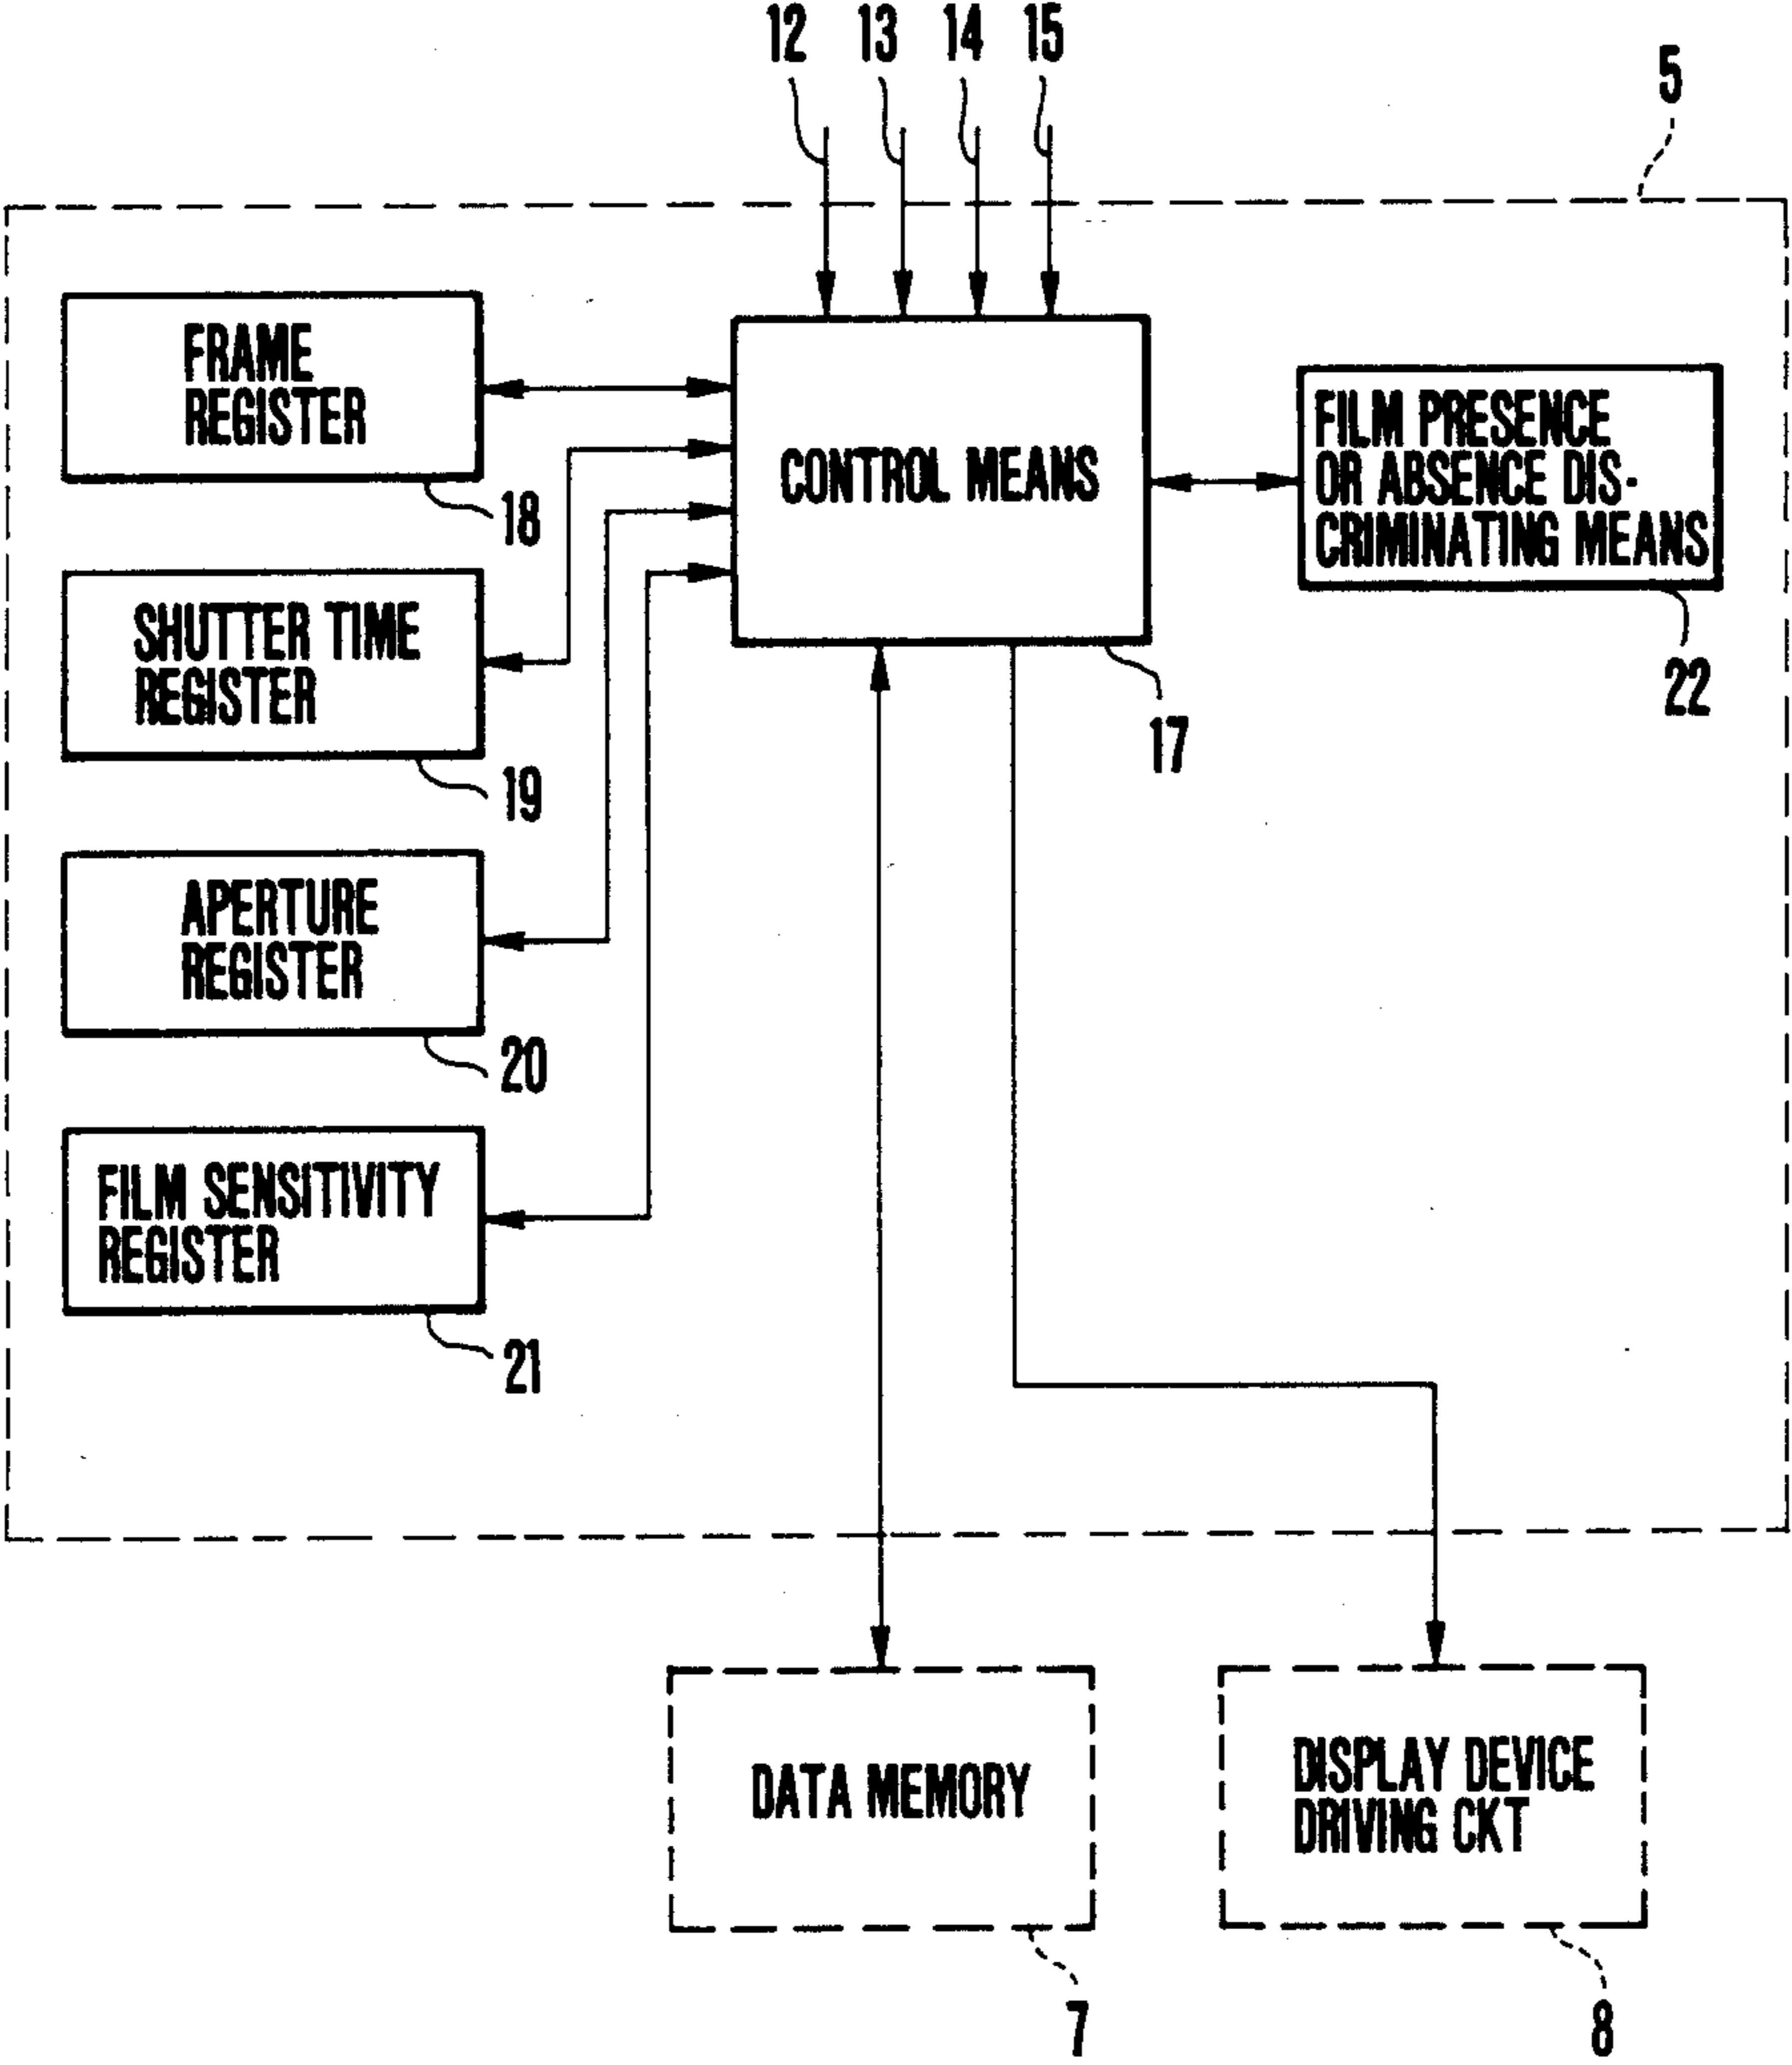 12 13 14 15
5
FRAME
REGISTER
18
CONTROL MEANS
17
FILM PRESENCE
OR ABSENCE DIS-
CRIMINATING MEANS
22
SHUTTER TIME
REGISTER
19
APERTURE
REGISTER
20
FILM SENSITIVITY
REGISTER
21
DATA MEMORY
7
DISPLAY DEVICE
DRIVING CKT
8